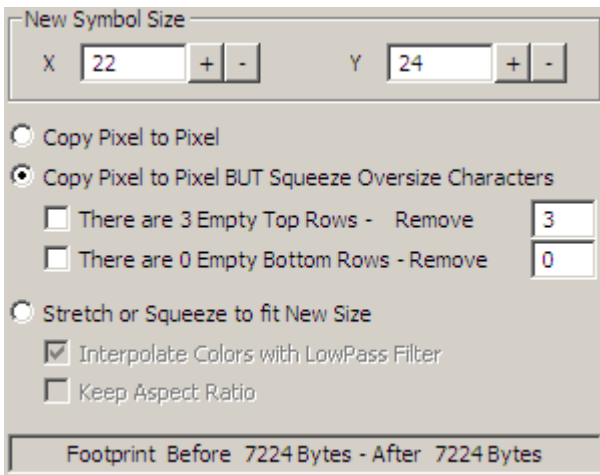 New Symbol Size
X 22 + - Y 24 + -
Copy Pixel to Pixel
Copy Pixel to Pixel BUT Squeeze Oversize Characters
There are 3 Empty Top Rows - Remove 3
There are 0 Empty Bottom Rows - Remove 0
Stretch or Squeeze to fit New Size
Interpolate Colors with LowPass Filter
Keep Aspect Ratio
Footprint Before 7224 Bytes - After 7224 Bytes